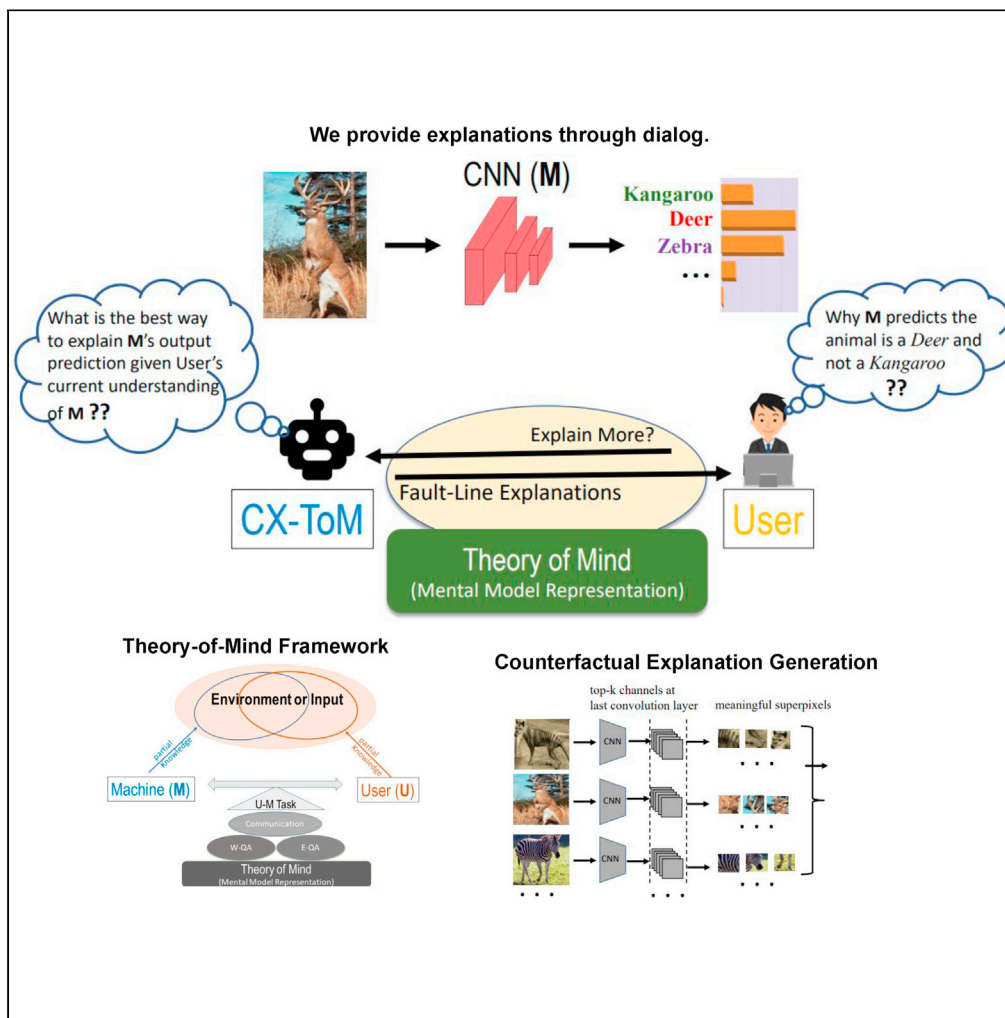 We provide explanations through dialog.
CNN (M)
Kangaroo
Deer
Zebra
...
What is the best way
to explain M's output
prediction given User's
current understanding
of M ??
Why M predicts the
animal is a Deer and
not a Kangaroo
??
Explain More?
Fault-Line Explanations
CX-ToM
User
Theory of Mind
(Mental Model Representation)
Theory-of-Mind Framework
Environment or Input
partial
Knowledge
partial
Knowledge
Machine (M)
User (U)
U-M Task
Communication
W-QA
E-QA
Theory of Mind
(Mental Model Representation)
Counterfactual Explanation Generation
top-k channels at
last convolution layer
meaningful superpixels
CNN
. . .
CNN
. . .
CNN
. . .
. . .
. . .